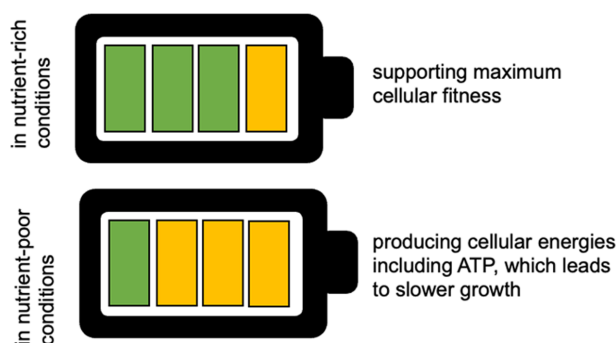 in nutrient-rich
conditions
supporting maximum
cellular fitness
in nutrient-poor
conditions
producing cellular energies
including ATP, which leads
to slower growth